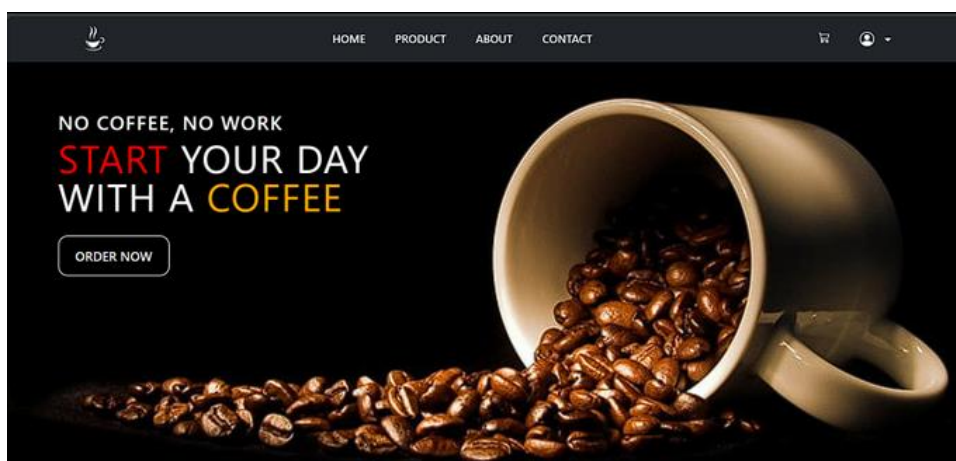 HOME PRODUCT ABOUT CONTACT
NO COFFEE, NO WORK
START YOUR DAY
WITH A COFFEE
ORDER NOW